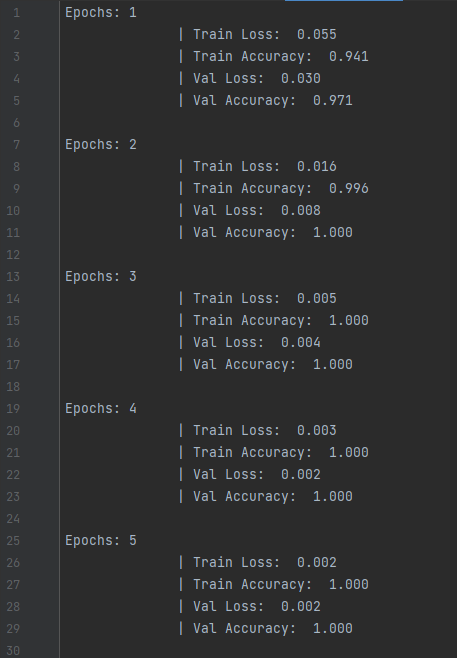 1 Epochs: 1
2 | Train Loss: 0.055
3 | Train Accuracy: 0.941
4 | Val Loss: 0.030
5 | Val Accuracy: 0.971
6
7 Epochs: 2
8 | Train Loss: 0.016
9 | Train Accuracy: 0.996
10 | Val Loss: 0.008
11 | Val Accuracy: 1.000
12
13 Epochs: 3
14 | Train Loss: 0.005
15 | Train Accuracy: 1.000
16 | Val Loss: 0.004
17 | Val Accuracy: 1.000
18
19 Epochs: 4
20 | Train Loss: 0.003
21 | Train Accuracy: 1.000
22 | Val Loss: 0.002
23 | Val Accuracy: 1.000
24
25 Epochs: 5
26 | Train Loss: 0.002
27 | Train Accuracy: 1.000
28 | Val Loss: 0.002
29 | Val Accuracy: 1.000
30